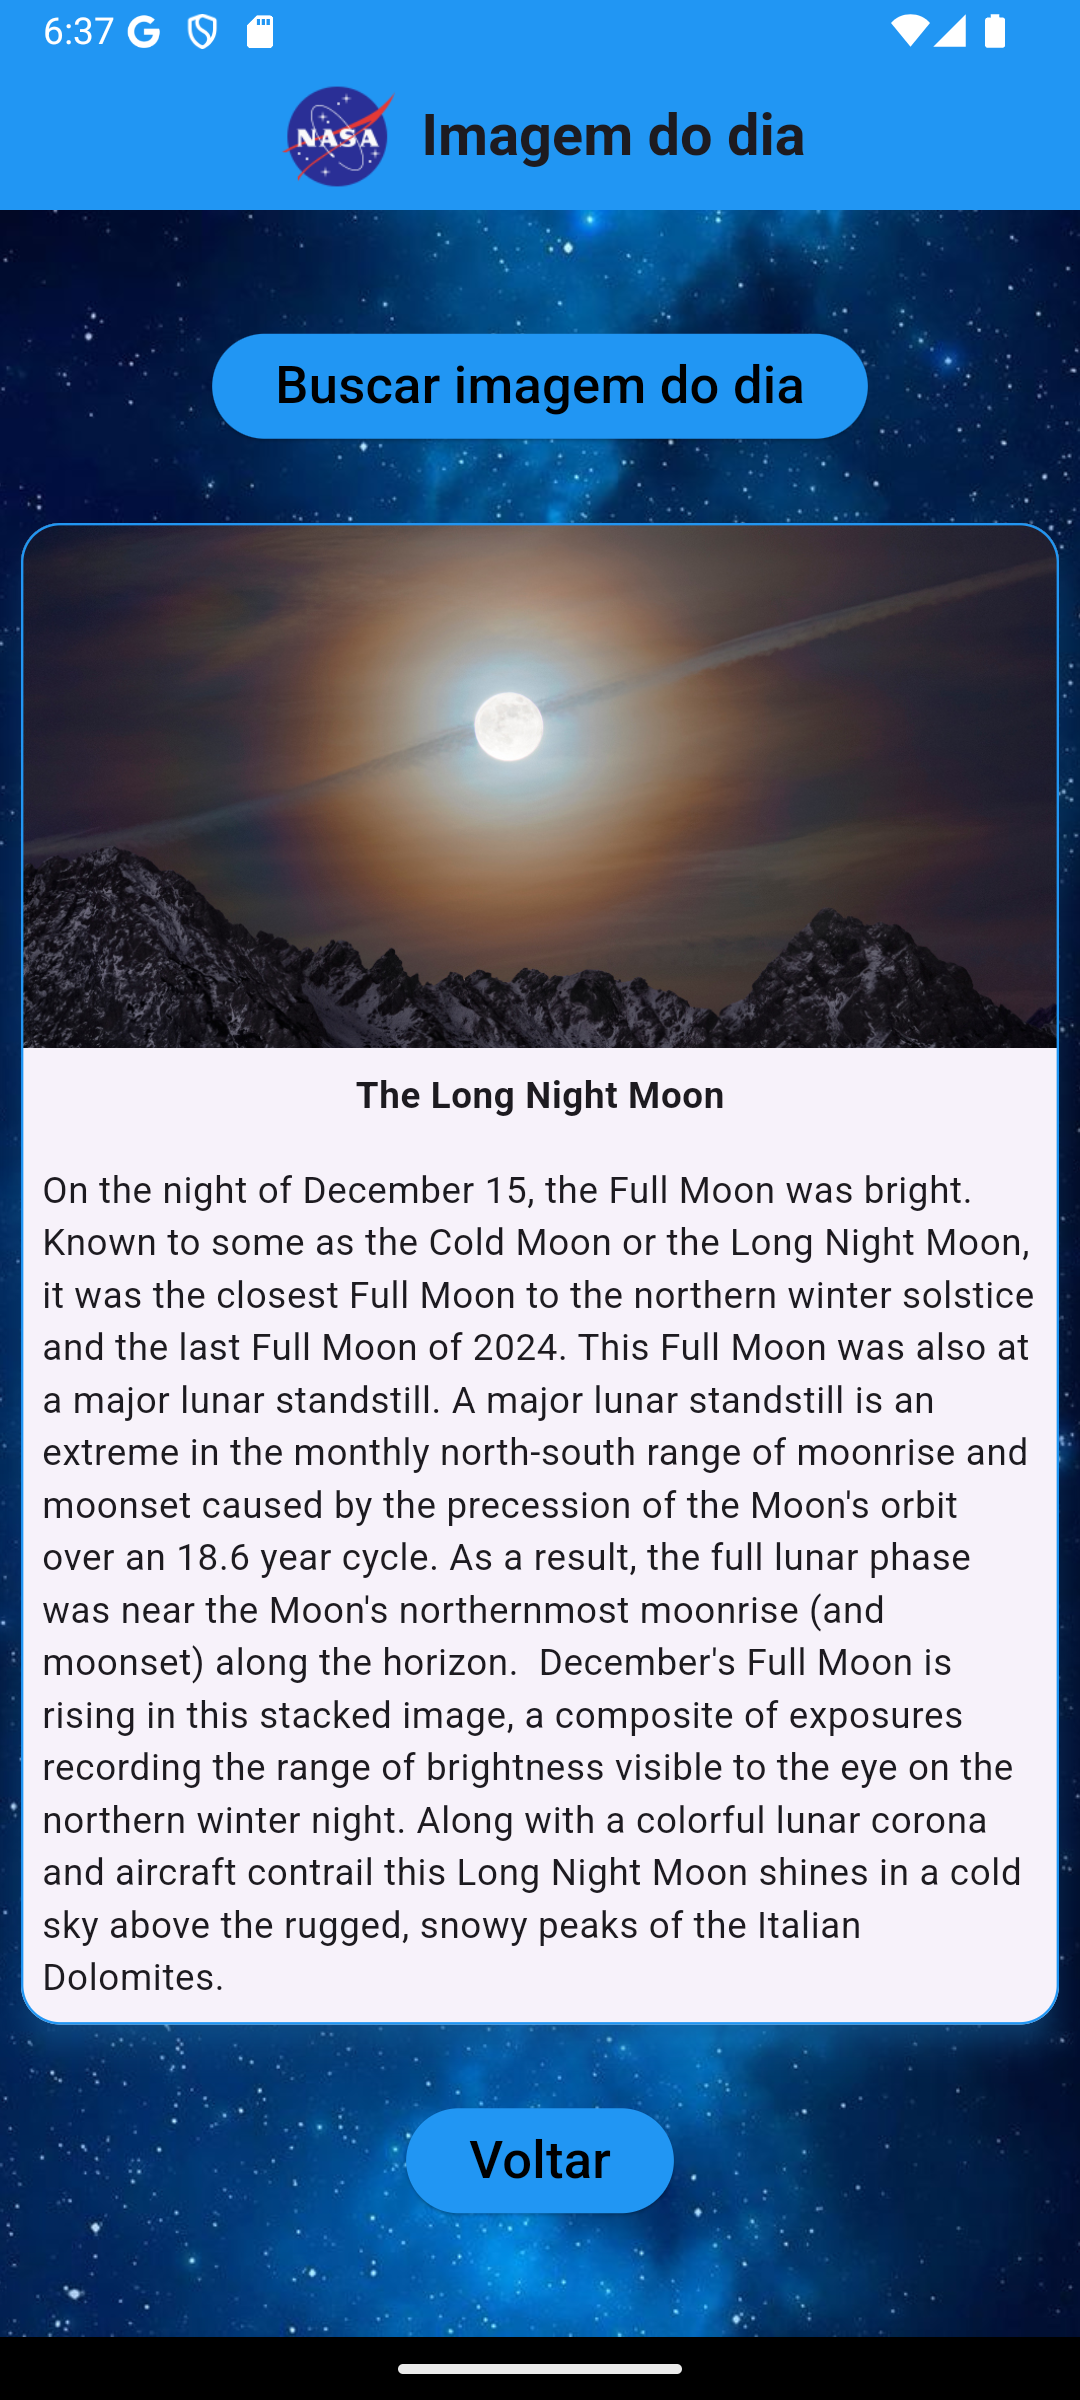 6:37
NASA
Imagem do dia
Buscar imagem do dia
The Long Night Moon
On the night of December 15, the Full Moon was bright.
Known to some as the Cold Moon or the Long Night Moon,
it was the closest Full Moon to the northern winter solstice
and the last Full Moon of 2024. This Full Moon was also at
a major lunar standstill. A major lunar standstill is an
extreme in the monthly north-south range of moonrise and
moonset caused by the precession of the Moon's orbit
over an 18.6 year cycle. As a result, the full lunar phase
was near the Moon's northernmost moonrise (and
moonset) along the horizon.  December's Full Moon is
rising in this stacked image, a composite of exposures
recording the range of brightness visible to the eye on the
northern winter night. Along with a colorful lunar corona
and aircraft contrail this Long Night Moon shines in a cold
sky above the rugged, snowy peaks of the Italian
Dolomites.
Voltar